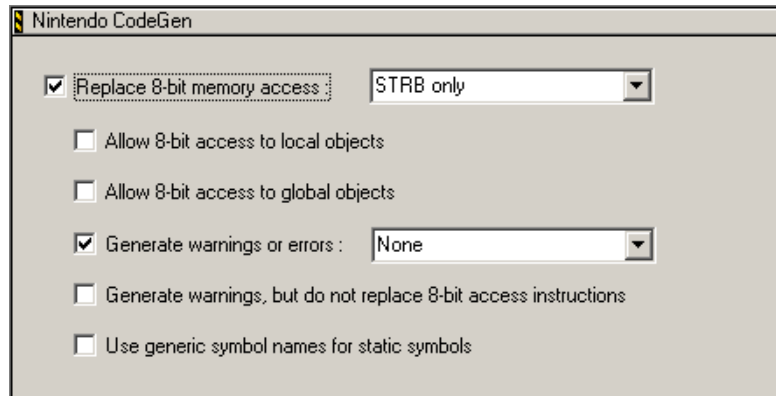 Nintendo CodeGen
Replace 8-bit memory access : STRB only
Allow 8-bit access to local objects
Allow 8-bit access to global objects
Generate warnings or errors : None
Generate warnings, but do not replace 8-bit access instructions
Use generic symbol names for static symbols